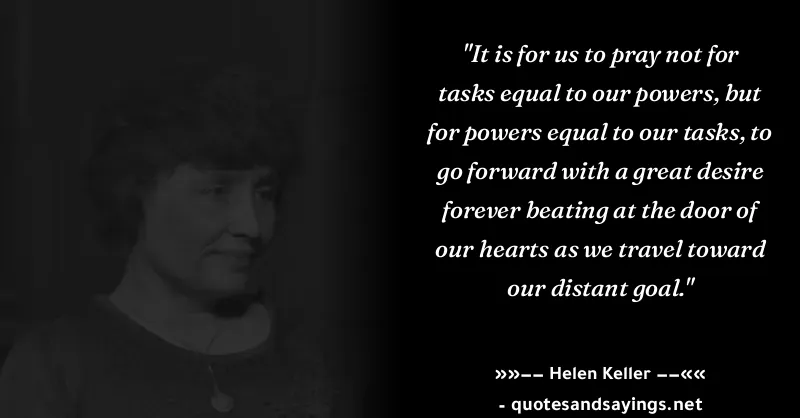 "It is for us to pray not for
tasks equal to our powers, but
for powers equal to our tasks, to
go forward with a great desire
forever beating at the door of
our hearts as we travel toward
our distant goal."
»»–– Helen Keller ––««
- quotesandsayings.net